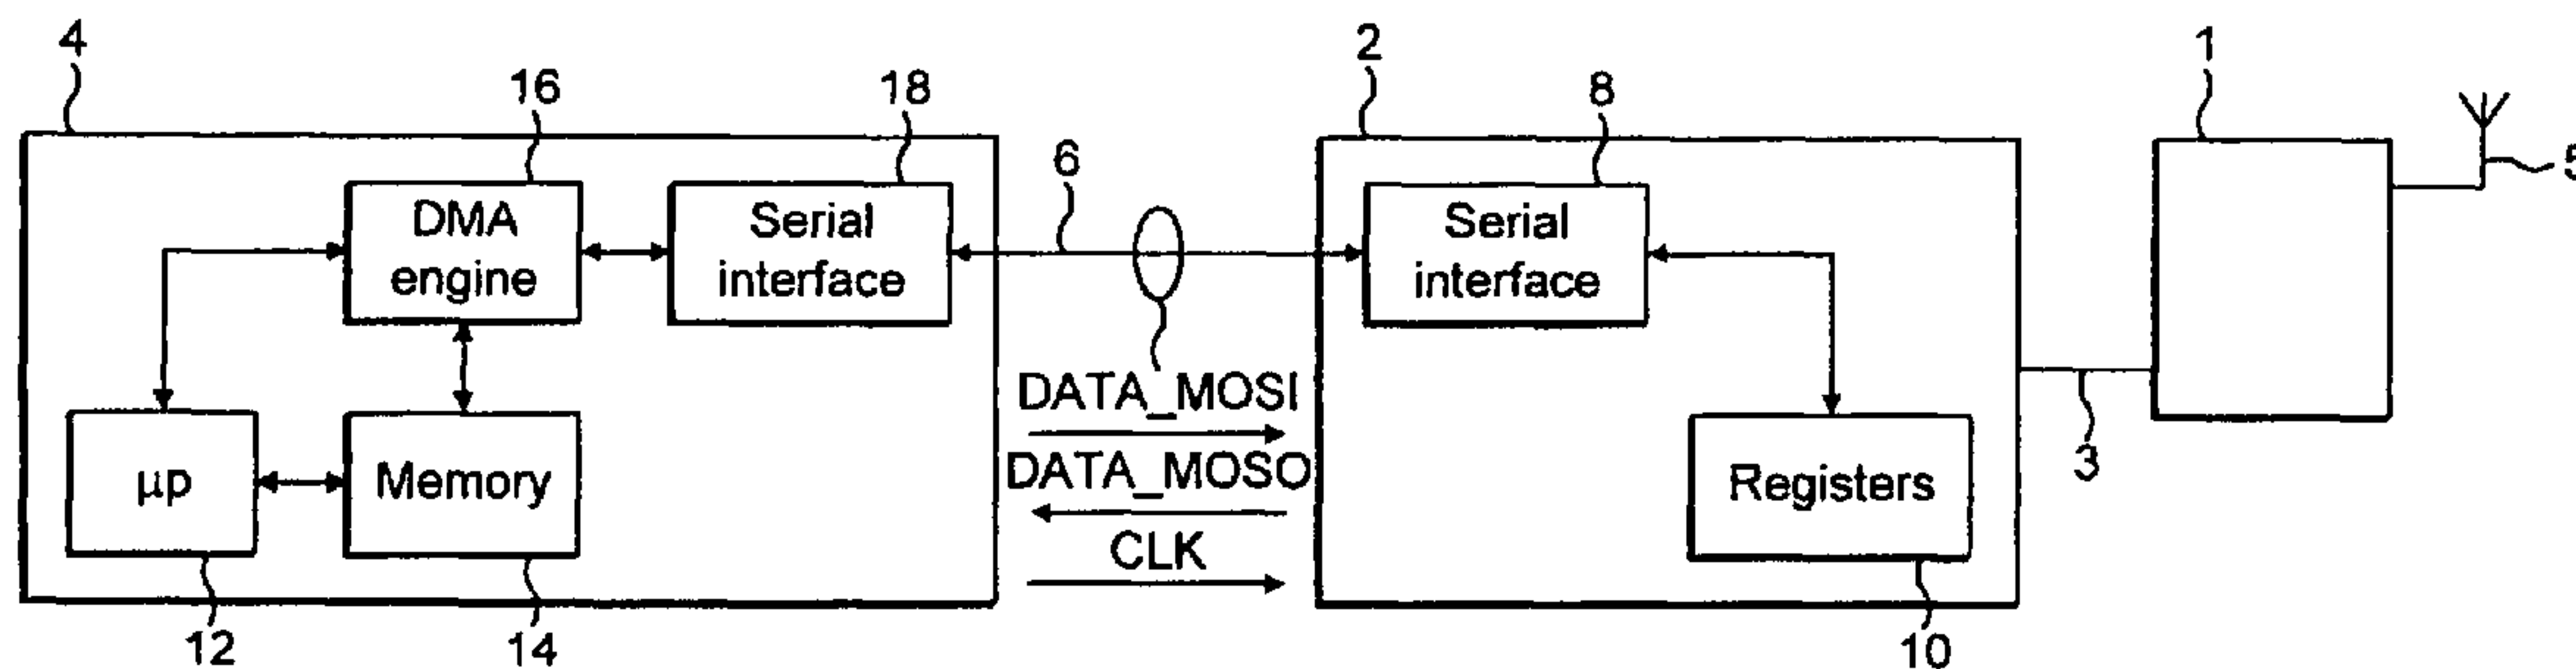 4
2
1
16
18
8
6
5
DMA
engine
Serial
interface
Serial
interface
DATA_MOSI
DATA_MOSO
CLK
µp
Memory
Registers
3
12
14
10